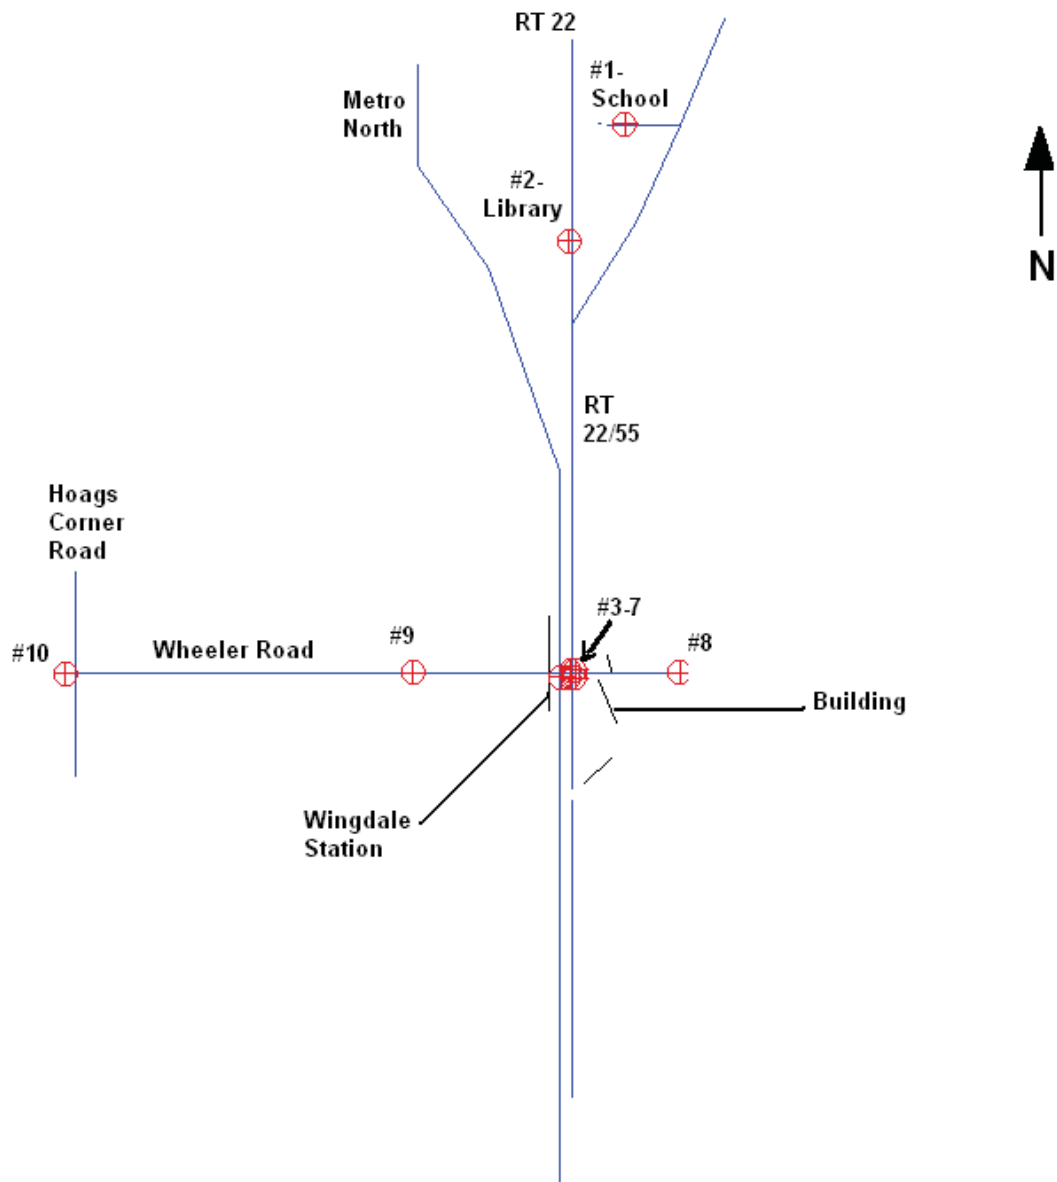 RT 22
#1-
School
Metro
North
#2-
Library
N
RT
22/55
Hoags
Corner
Road
#3-7
#10
Wheeler Road
#9
#8
Building
Wingdale
Station